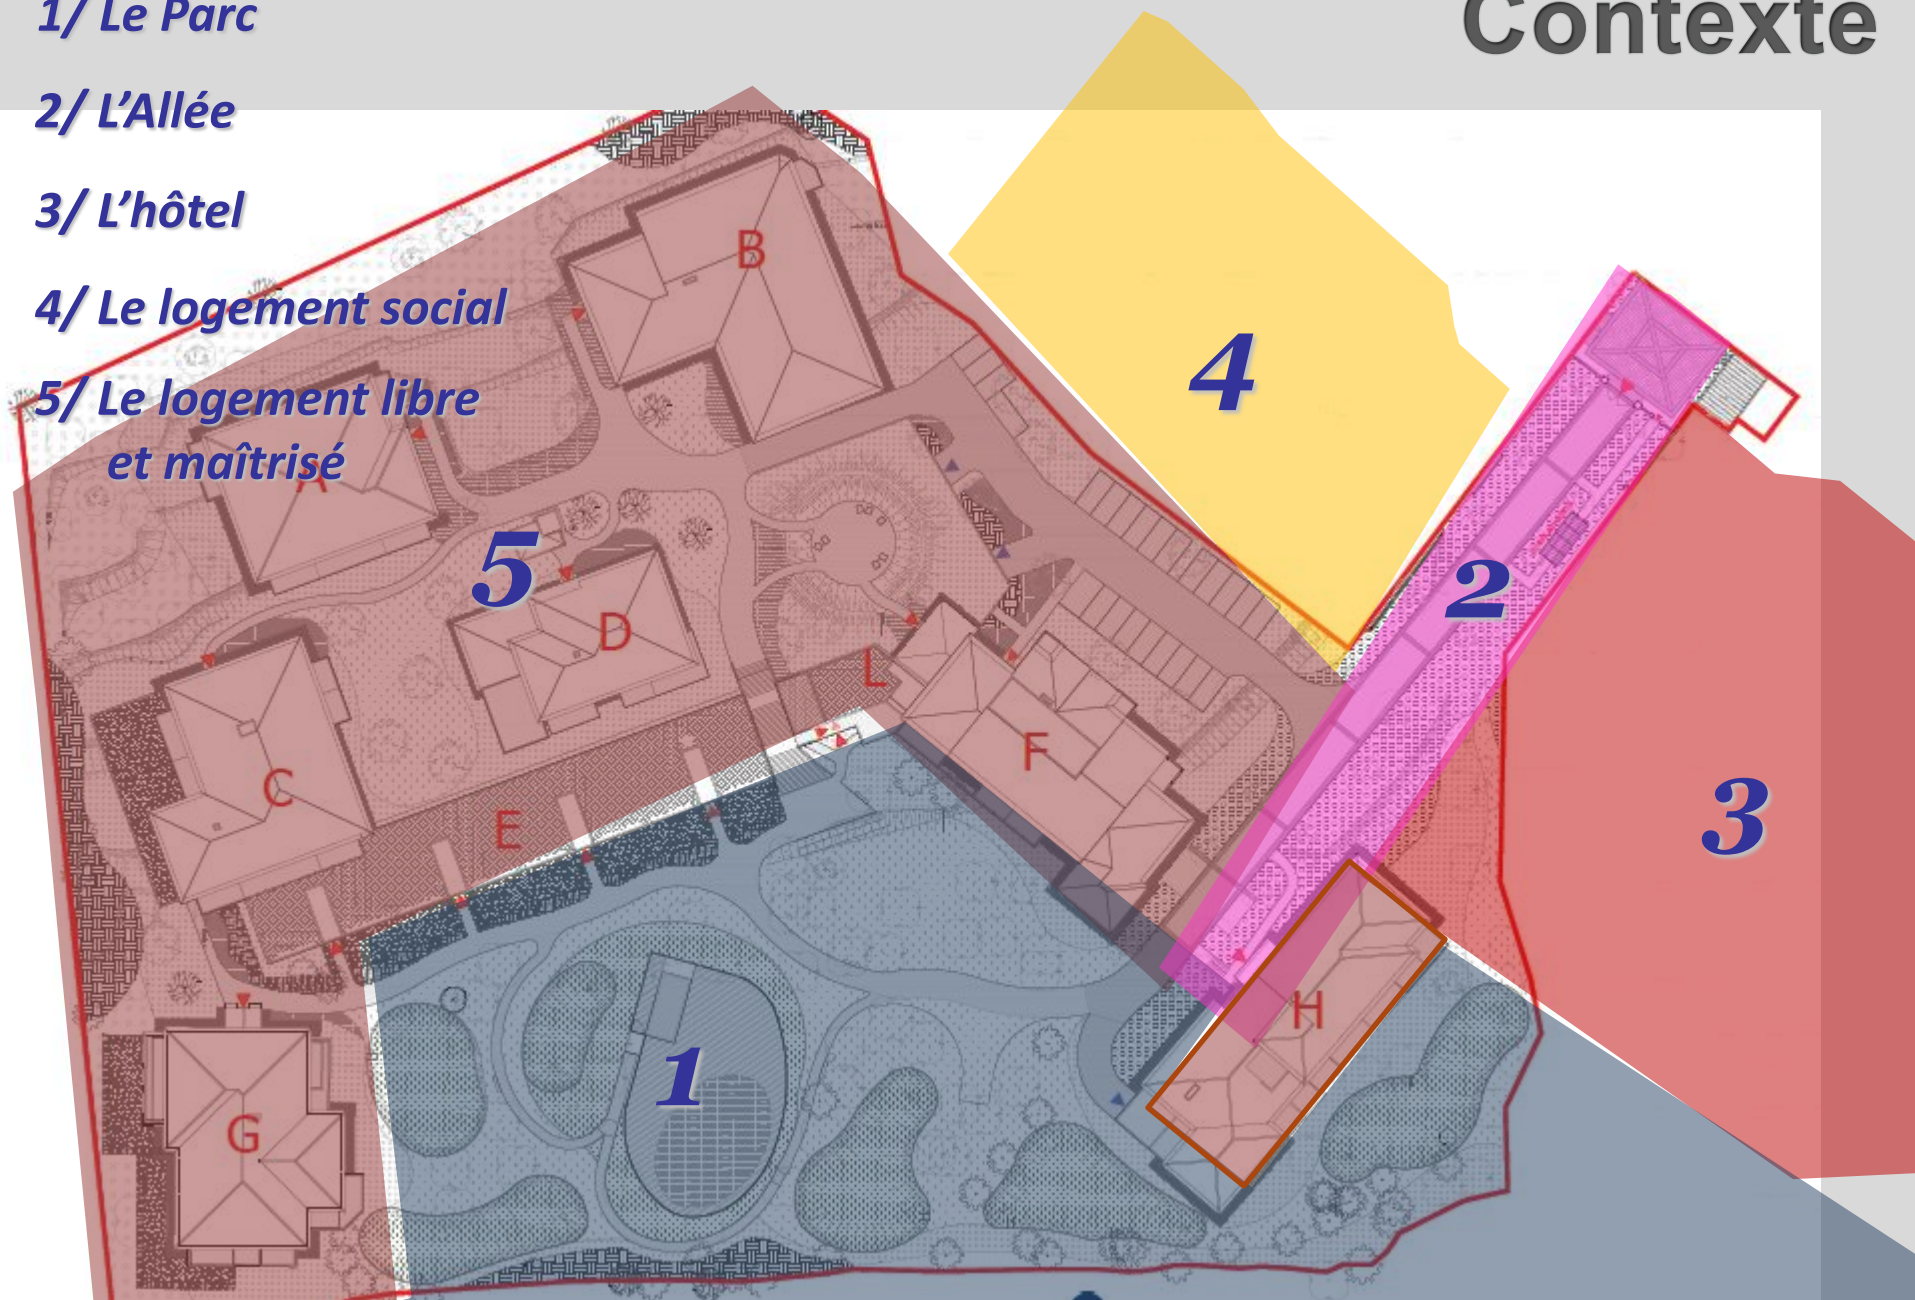 Contexte
1/ Le Parc
2/ L’Allée
3/ L’hôtel
4/ Le logement social
5/ Le logement libre
et maîtrisé
B
4
A
5
2
D
L
F
C
3
E
H
1
G